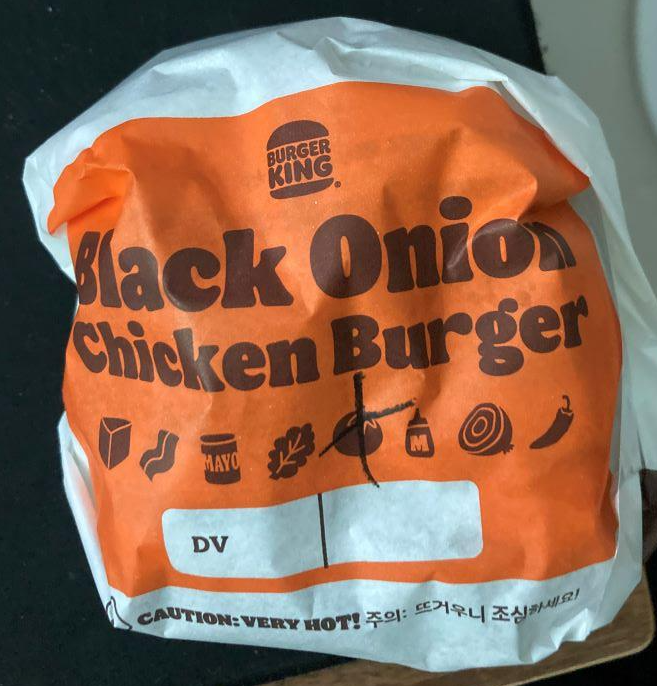 BURGER
KING®
Black Onion
Chicken Burger
MAYO
M
DV
CAUTION: VERY HOT! 주의: 뜨거우니 조심하세요!